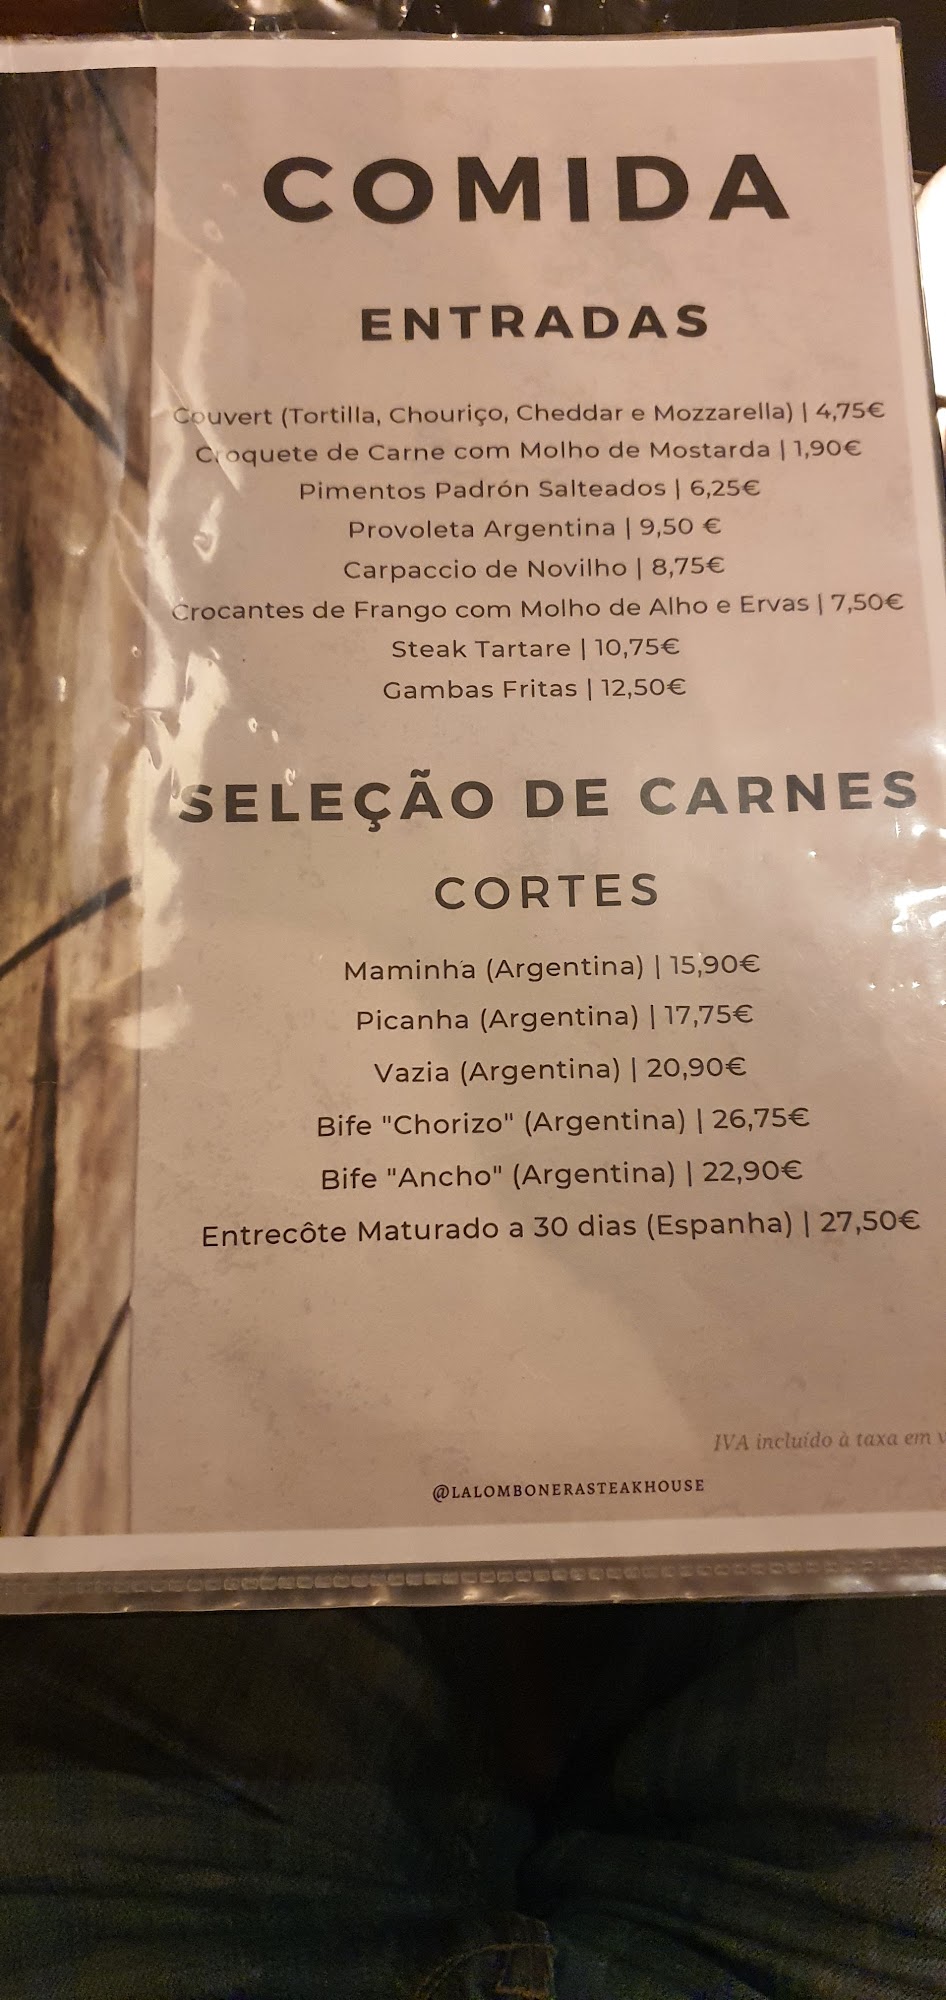 COMIDA
ENTRADAS
Couvert (Tortilla, Chouriço, Cheddar e Mozzarella) | 4,75€
Croquete de Carne com Molho de Mostarda | 1,90€
Pimentos Padrón Salteados | 6,25€
Provoleta Argentina | 9,50 €
Carpaccio de Novilho | 8,75€
Crocantes de Frango com Molho de Alho e Ervas | 7,50€
Steak Tartare | 10,75€
Gambas Fritas | 12,50€
SELEÇÃO DE CARNES
CORTES
Maminha (Argentina) | 15,90€
Picanha (Argentina) | 17,75€
Vazia (Argentina) | 20,90€
Bife "Chorizo" (Argentina) | 26,75€
Bife "Ancho" (Argentina) | 22,90€
Entrecôte Maturado a 30 dias (Espanha) | 27,50€
IVA incluído à taxa em
@LALOMBONERASTEAKHOUSE